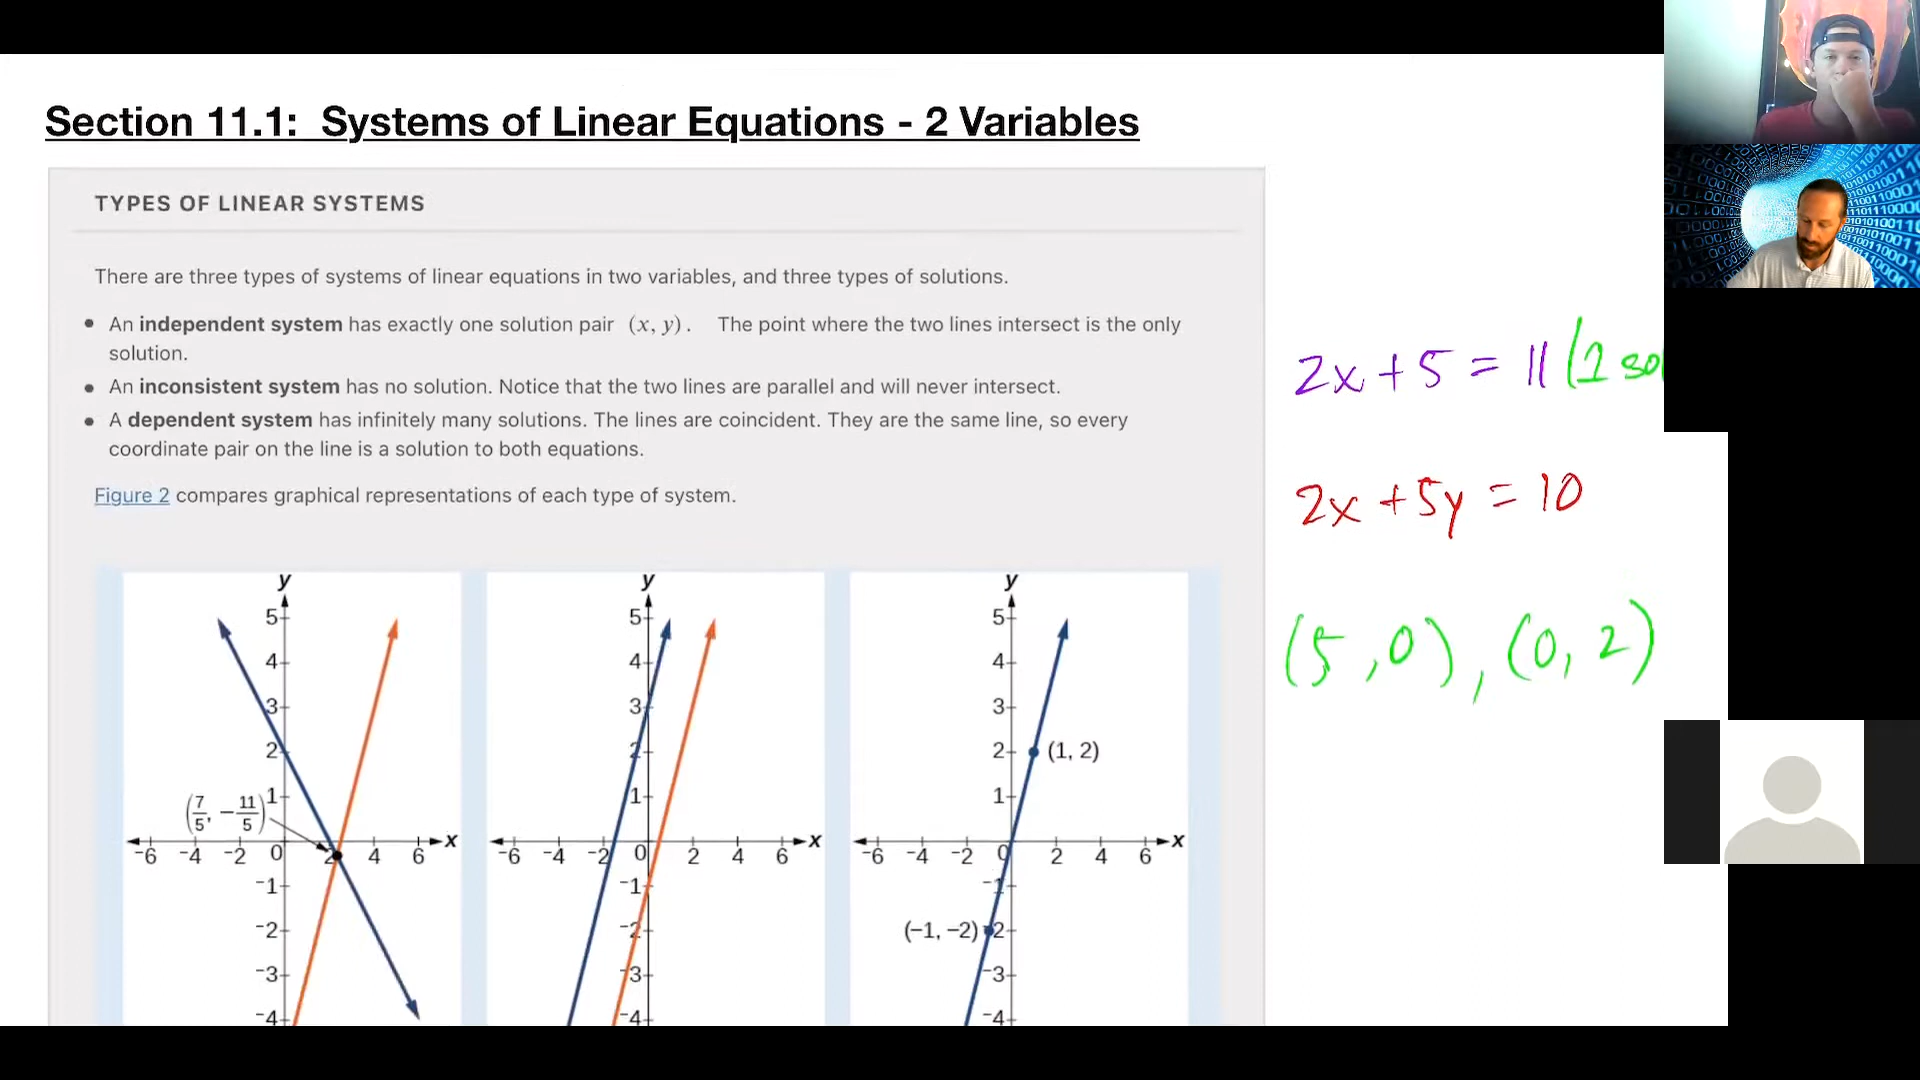 Section 11.1: Systems of Linear Equations - 2 Variables
TYPES OF LINEAR SYSTEMS
There are three types of systems of linear equations in two variables, and three types of solutions.
• An independent system has exactly one solution pair (x, y). The point where the two lines intersect is the only
solution.
• An inconsistent system has no solution. Notice that the two lines are parallel and will never intersect.
• A dependent system has infinitely many solutions. The lines are coincident. They are the same line, so every
coordinate pair on the line is a solution to both equations.
Figure 2 compares graphical representations of each type of system.
2x + 5 = 11 (1 so
2x + 5y = 10
(5, 0), (0, 2)
y
5
4
3
2
1
(7/5, −11/5)
-6 -4 -2 0 2 4 6 x
-1
-2
-3
-4
y
5
4
3
2
1
-6 -4 -2 0 2 4 6 x
-1
-2
-3
-4
y
5
4
3
2 (1, 2)
1
-6 -4 -2 0 2 4 6 x
-1
(−1, −2) -2
-3
-4